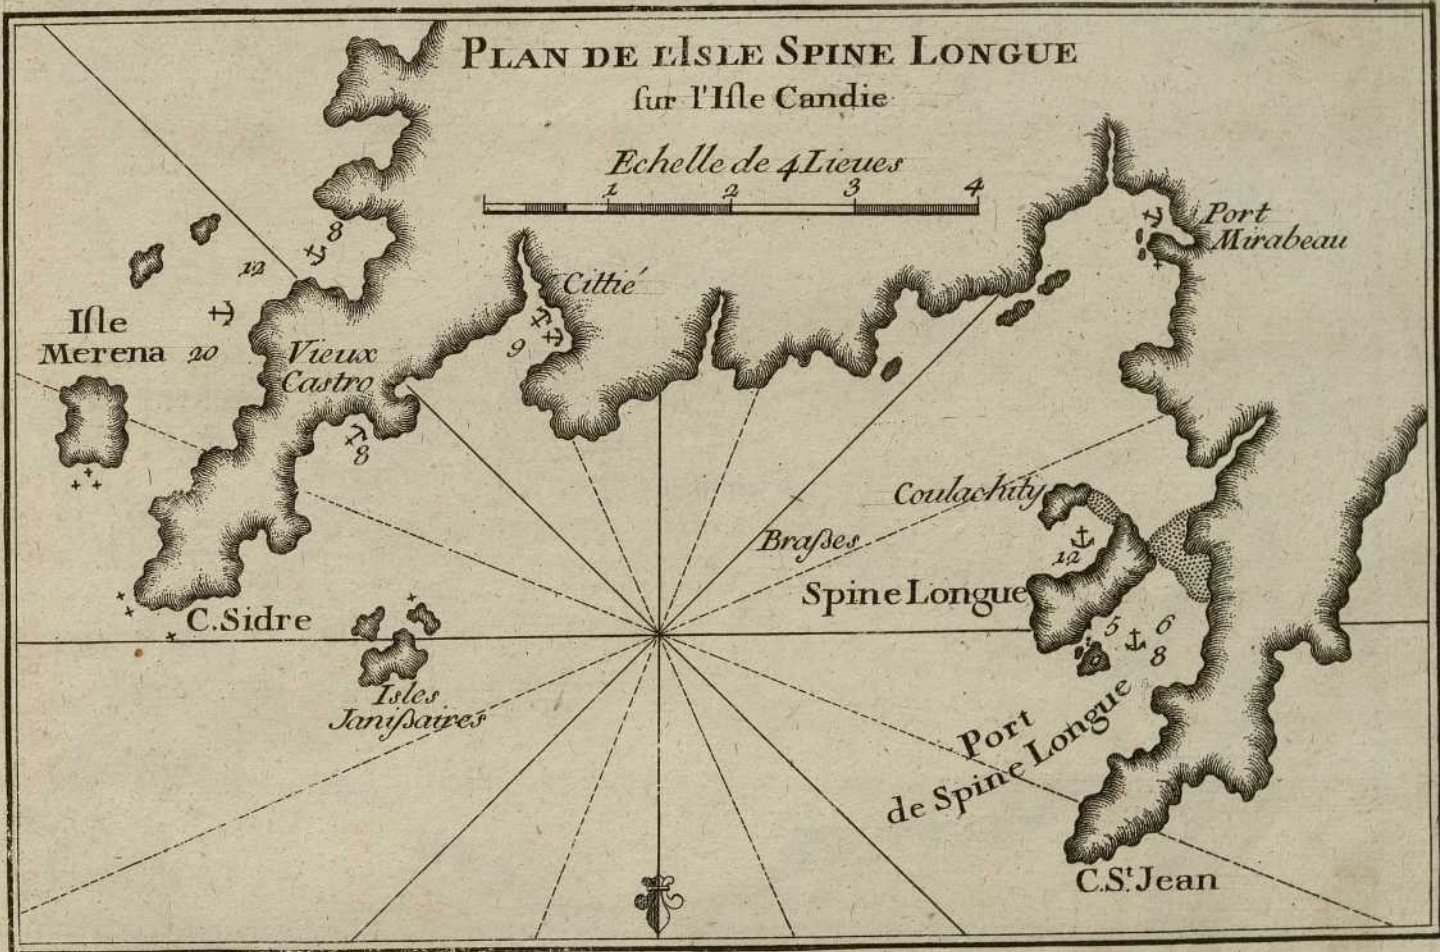 PLAN DE L'ISLE SPINE LONGUE
ſur l'Iſle Candie
Echelle de 4 Lieues
1 2 3 4
Port
Mirabeau
8
12
Cittié
Iſle
Merena
20
9
Vieux
Castro
8
Coulachity
Braſses
12
Spine Longue
C. Sidre
5 6
8
Isles
Janiſsaires
Port
de Spine Longue
C. St. Jean